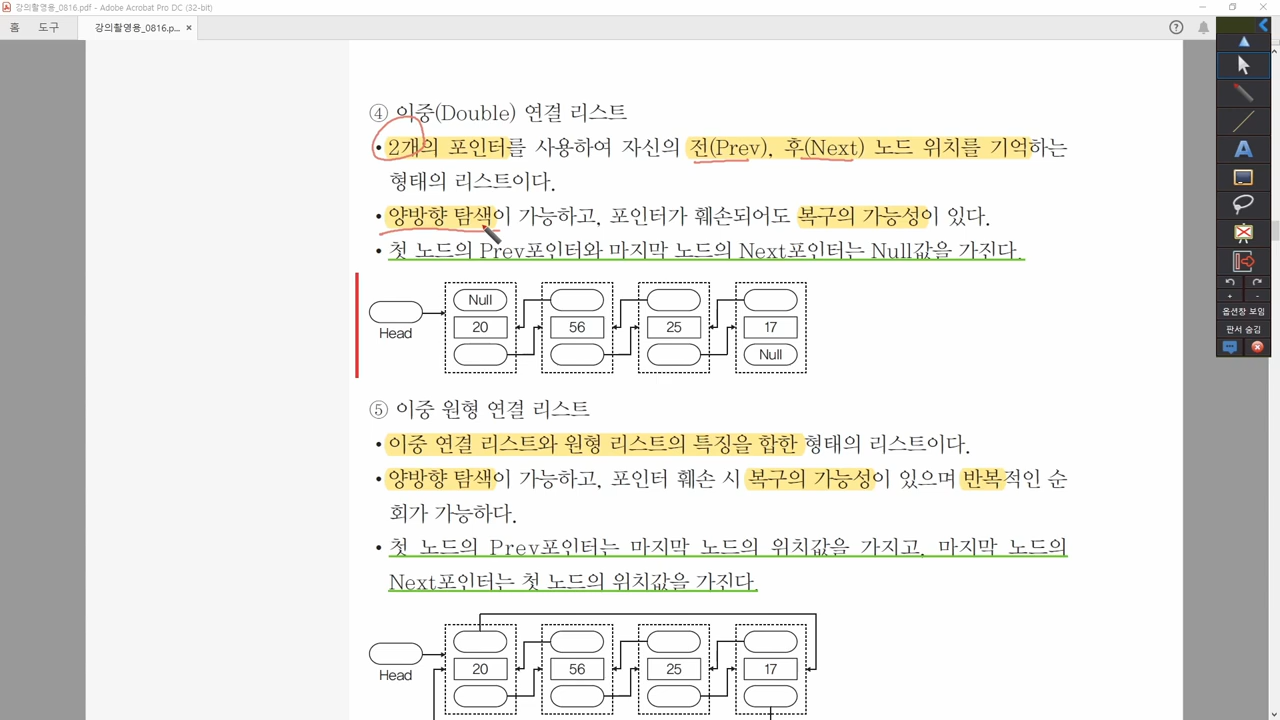 강의촬영용_0816.pdf - Adobe Acrobat Pro DC (32-bit)
홈 도구 강의촬영용_0816.p... ×
④ 이중(Double) 연결 리스트
• 2개의 포인터를 사용하여 자신의 전(Prev), 후(Next) 노드 위치를 기억하는
형태의 리스트이다.
• 양방향 탐색이 가능하고, 포인터가 훼손되어도 복구의 가능성이 있다.
• 첫 노드의 Prev포인터와 마지막 노드의 Next포인터는 Null값을 가진다.
Null
20 56 25 17
Head
Null
⑤ 이중 원형 연결 리스트
• 이중 연결 리스트와 원형 리스트의 특징을 합한 형태의 리스트이다.
• 양방향 탐색이 가능하고, 포인터 훼손 시 복구의 가능성이 있으며 반복적인 순
회가 가능하다.
• 첫 노드의 Prev포인터는 마지막 노드의 위치값을 가지고, 마지막 노드의
Next포인터는 첫 노드의 위치값을 가진다.
20 56 25 17
Head
A
+ -
옵션창 보임
판서 숨김